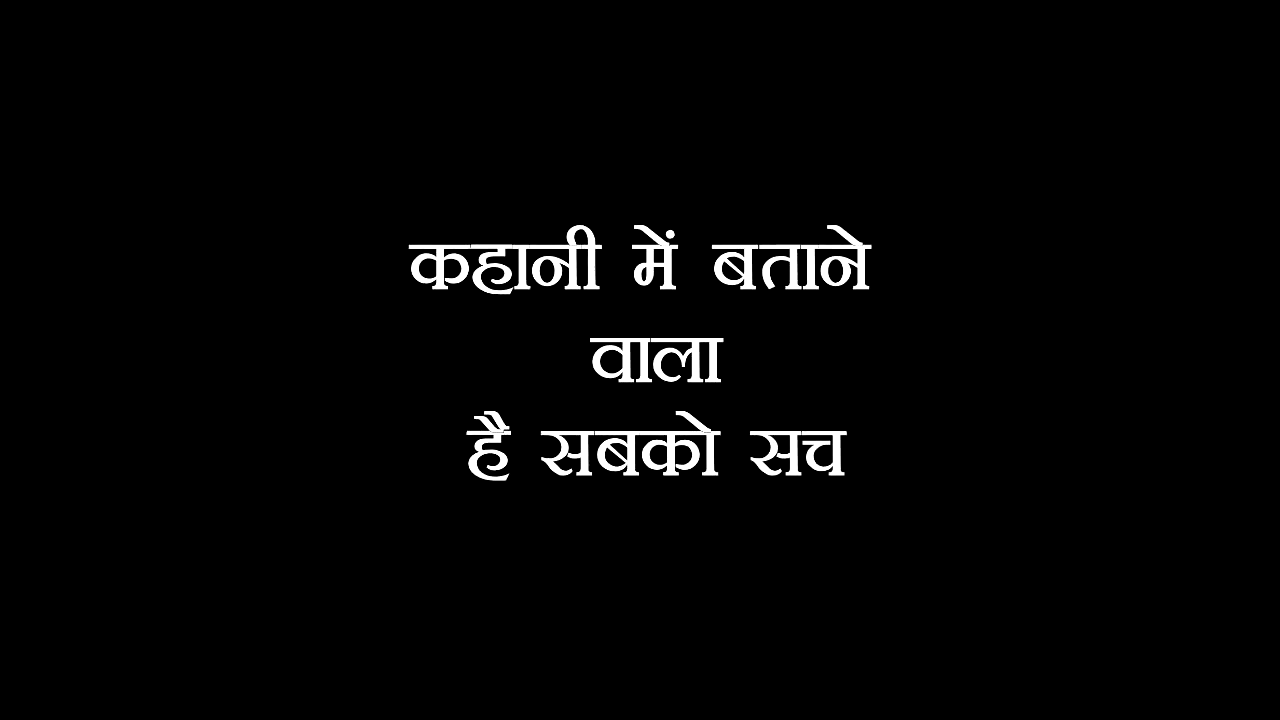 कहानी में बताने
वाला
है सबको सच